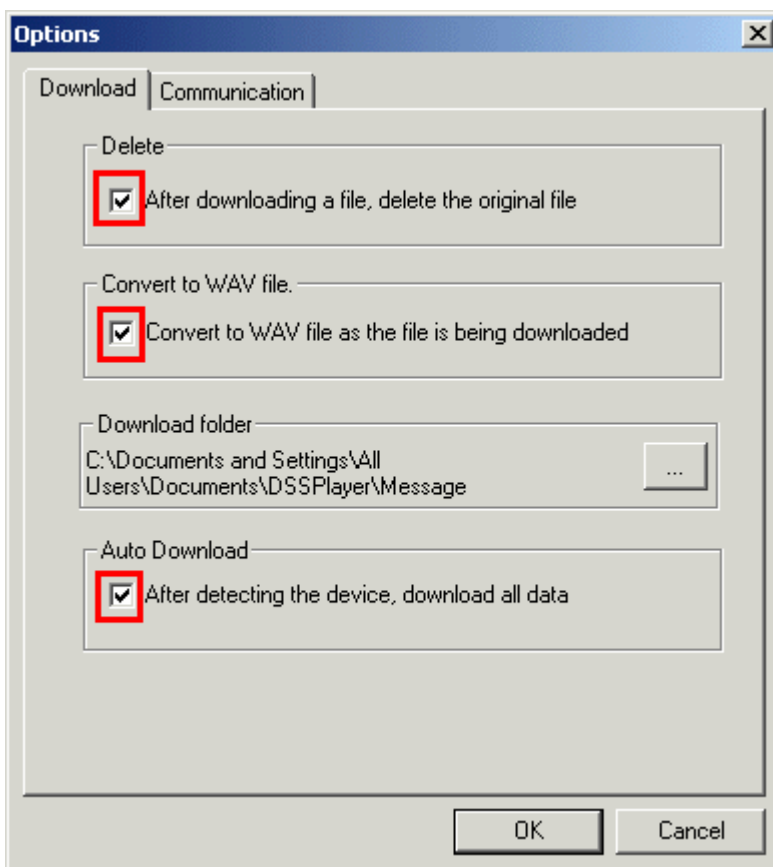 Options
Download
Communication
Delete
After downloading a file, delete the original file
Convert to WAV file.
Convert to WAV file as the file is being downloaded
Download folder
C:\Documents and Settings\All
Users\Documents\DSSPlayer\Message
...
Auto Download
After detecting the device, download all data
OK
Cancel